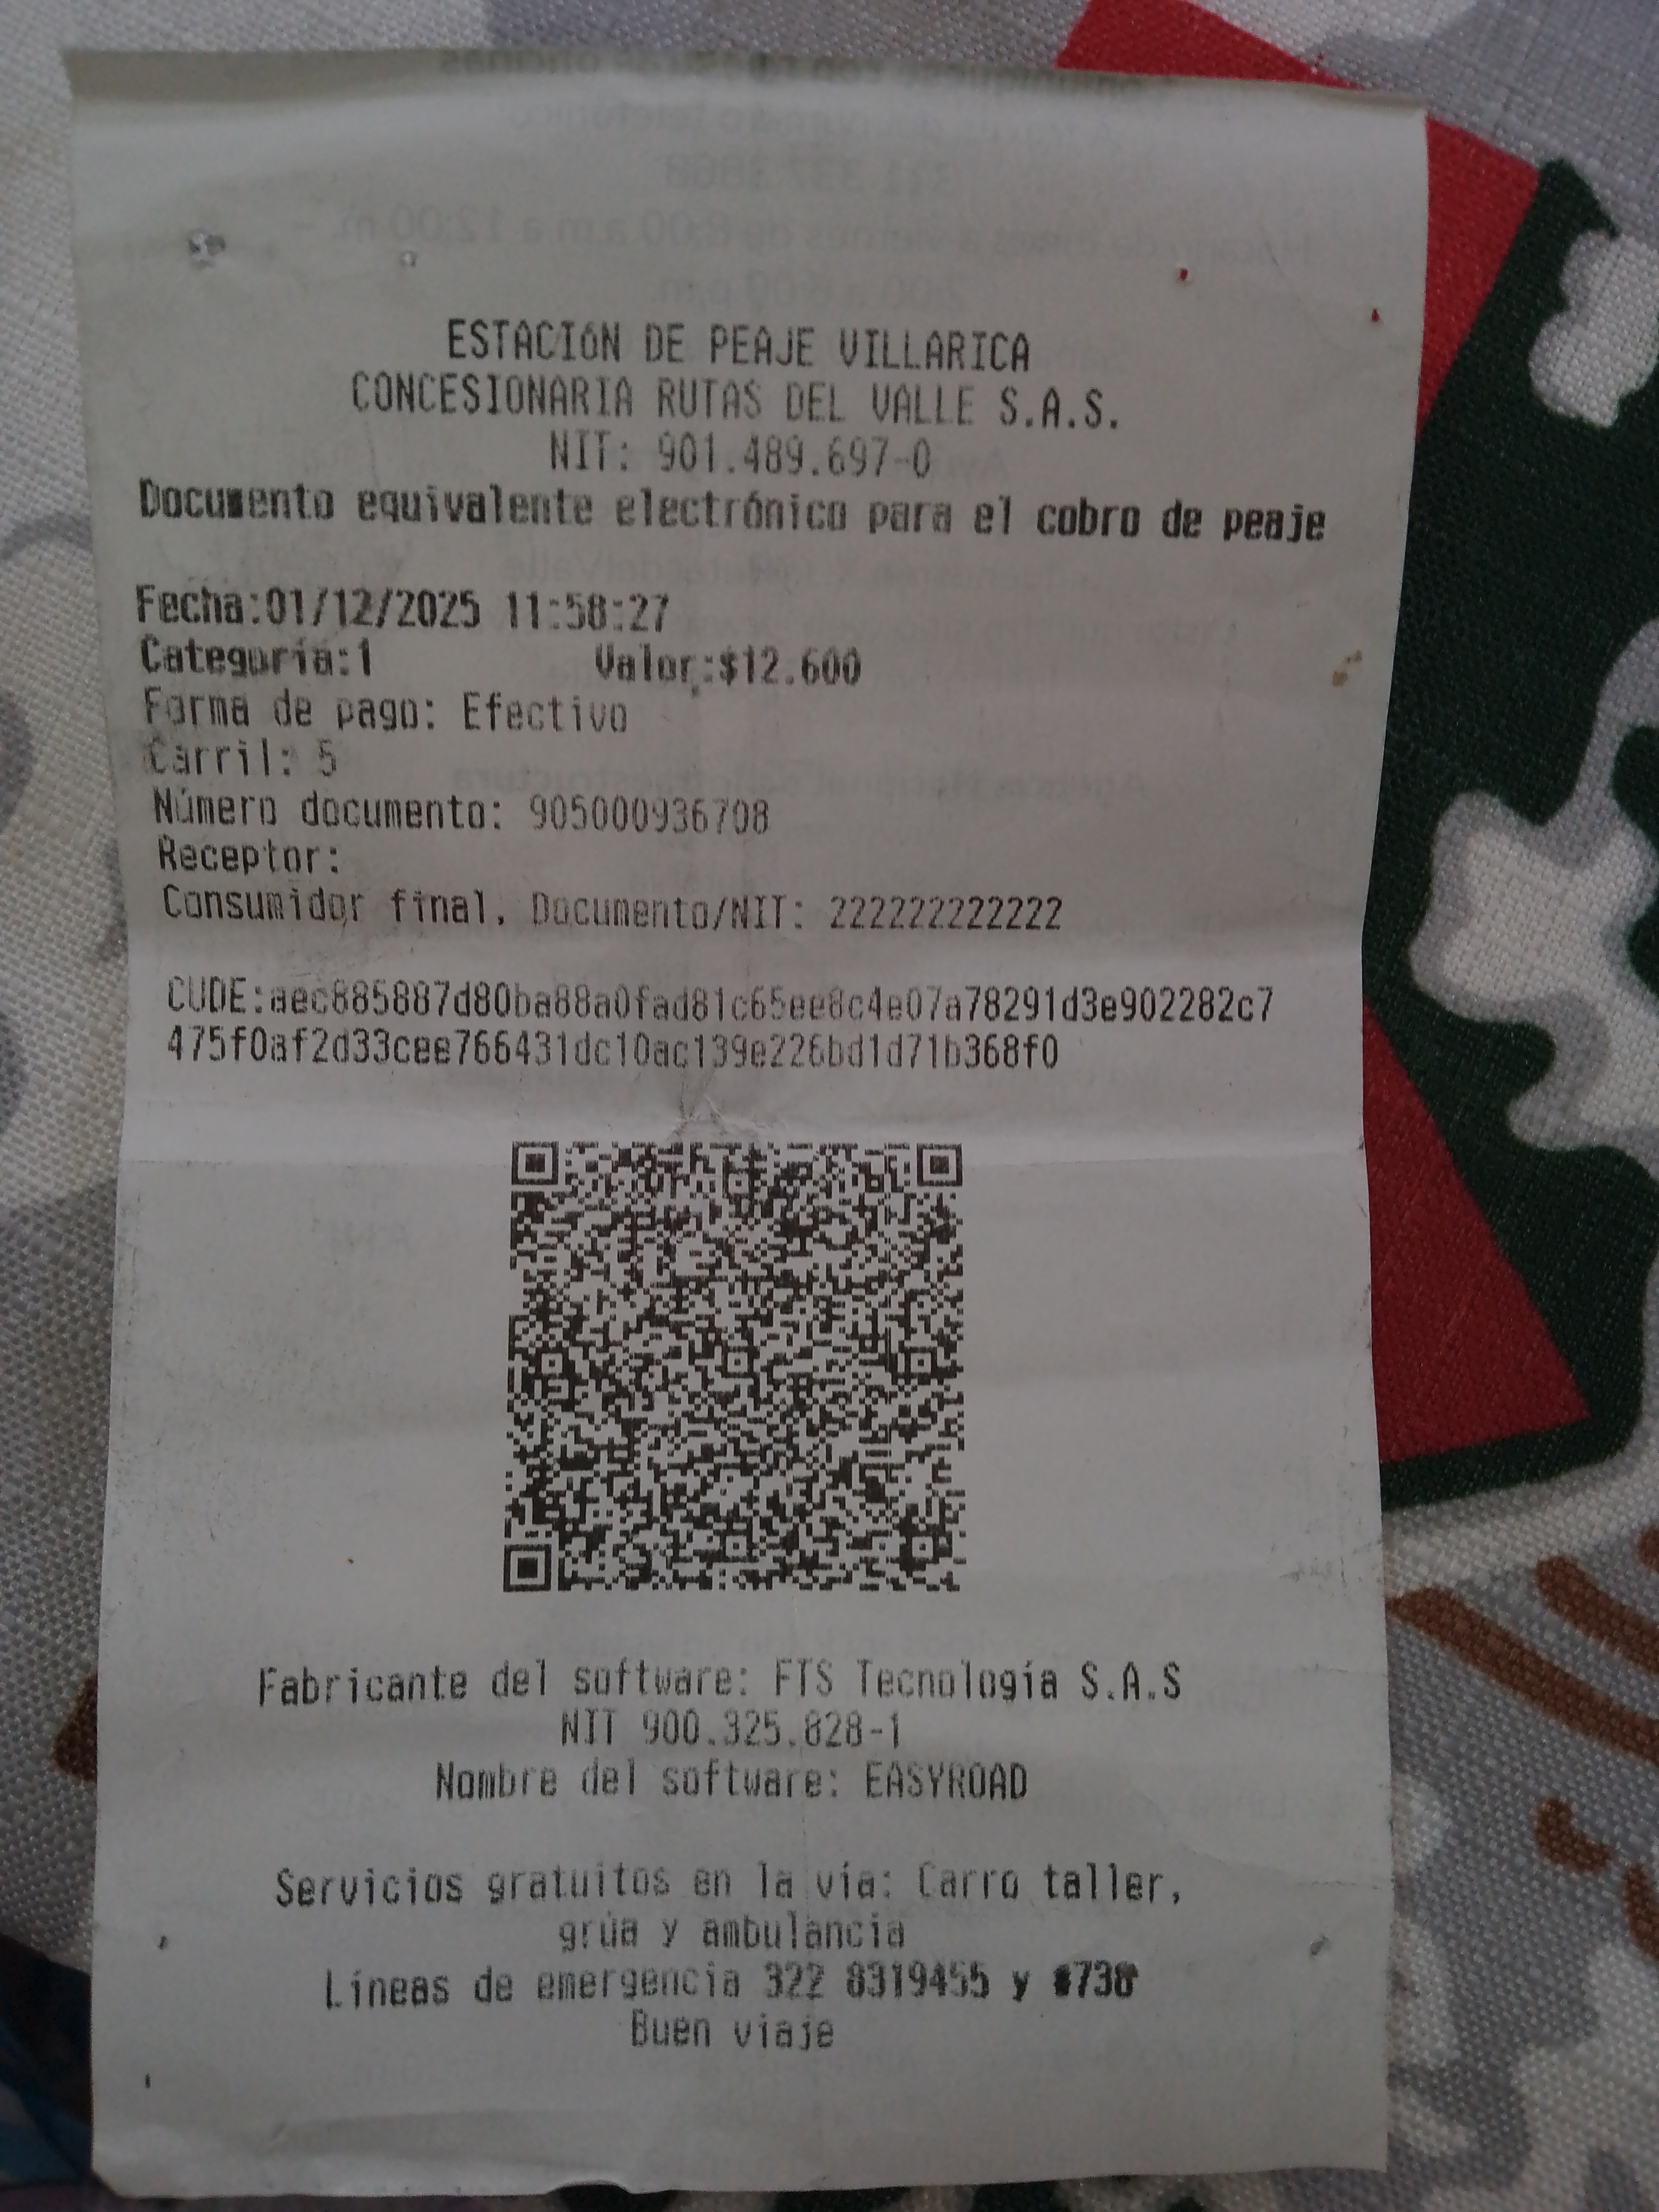 ESTACIóN DE PEAJE VILLARICA
CONCESIONARIA RUTAS DEL VALLE S.A.S.
NIT: 901.489.697-0
Documento equivalente electrónico para el cobro de peaje
Fecha:01/12/2025 11:58:27
Categoría:1 Valor:$12.600
Forma de pago: Efectivo
Carril: 5
Número documento: 905000936708
Receptor:
Consumidor final, Documento/NIT: 222222222222
CUDE:aec885887d80ba88a0fad81c65ee8c4e07a78291d3e902282c7
475f0af2d33cee766431dc10ac139e226bd1d71b368f0
Fabricante del software: FTS Tecnología S.A.S
NIT 900.325.828-1
Nombre del software: EASYROAD
Servicios gratuitos en la vía: Carro taller,
grúa y ambulancia
Líneas de emergencia 322 8319455 y #738
Buen viaje